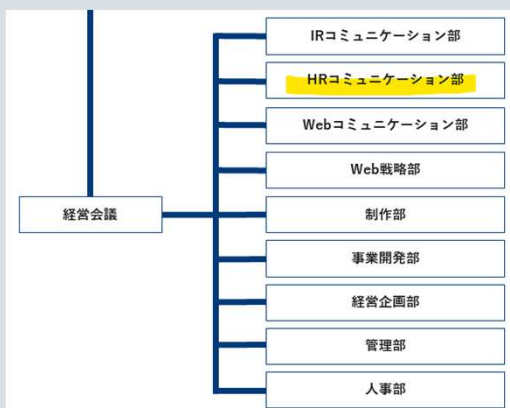 IRコミュニケーション部
HRコミュニケーション部
Webコミュニケーション部
Web戦略部
経営会議
制作部
事業開発部
経営企画部
管理部
人事部